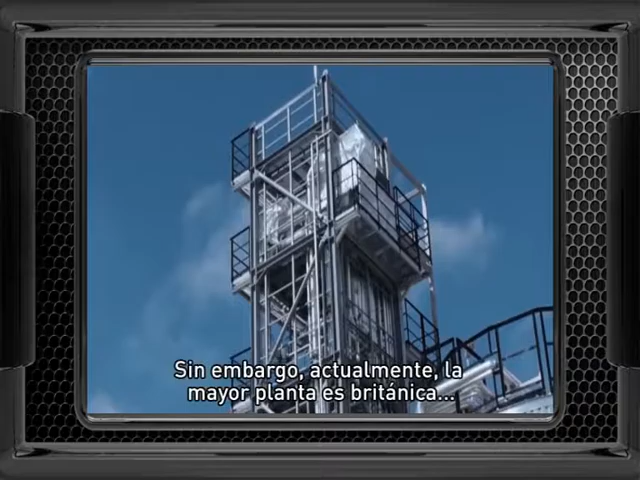 Sin embargo, actualmente, la
mayor planta es británica...